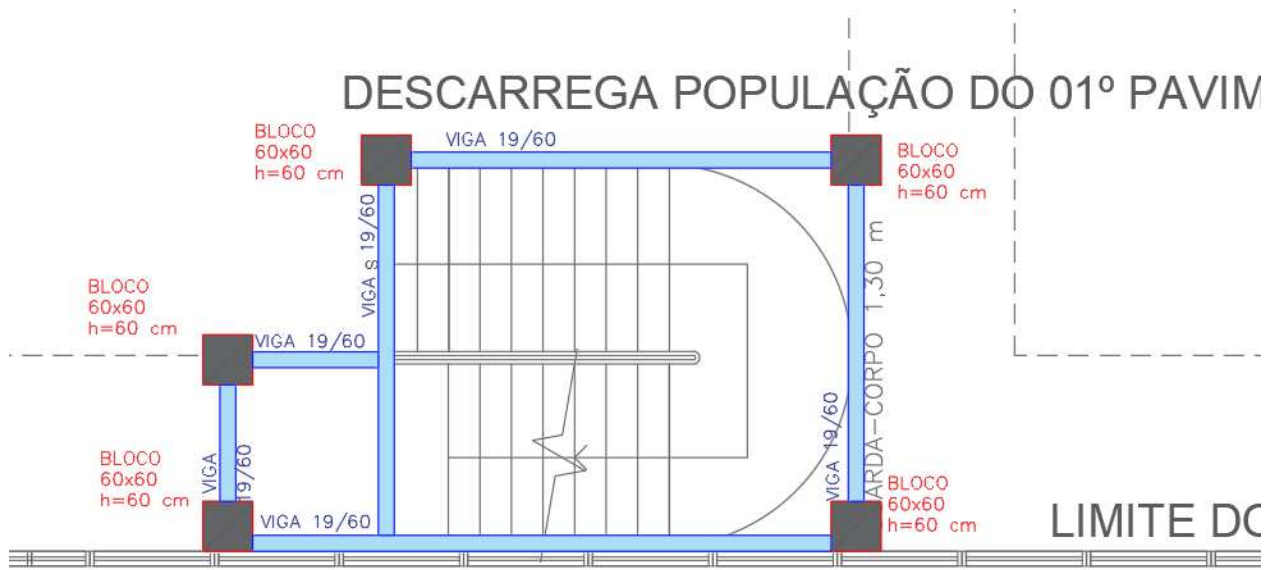 DESCARREGA POPULAÇÃO DO 01º PAVIM
BLOCO
60x60
h=60 cm
VIGA 19/60
BLOCO
60x60
h=60 cm
VIGA S 19/60
ARDA-CORPO 1,30 m
BLOCO
60x60
h=60 cm
VIGA 19/60
VIGA 19/60
VIGA 19/60
BLOCO
60x60
h=60 cm
VIGA 19/60
BLOCO
60x60
h=60 cm
LIMITE DO